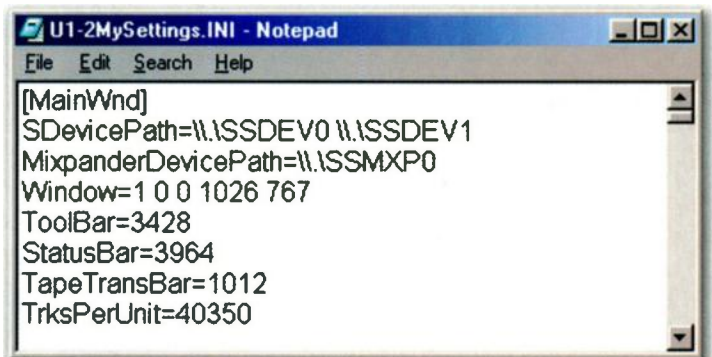 U1-2MySettings.INI - Notepad
File Edit Search Help
[MainWnd]
SDevicePath=\\.\SSDEV0 \\.\SSDEV1
MixpanderDevicePath=\\.\SSMXP0
Window=1 0 0 1026 767
ToolBar=3428
StatusBar=3964
TapeTransBar=1012
TrksPerUnit=40350